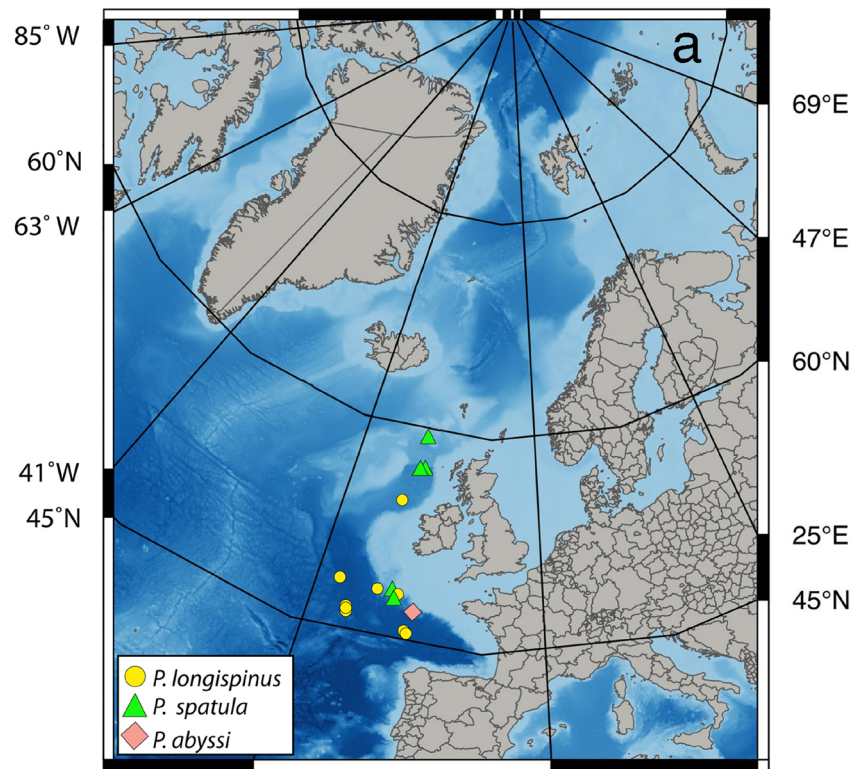 a
85° W
60°N
63° W
41°W
45°N
69°E
47°E
60°N
25°E
45°N
P. longispinus
P. spatula
P. abyssi